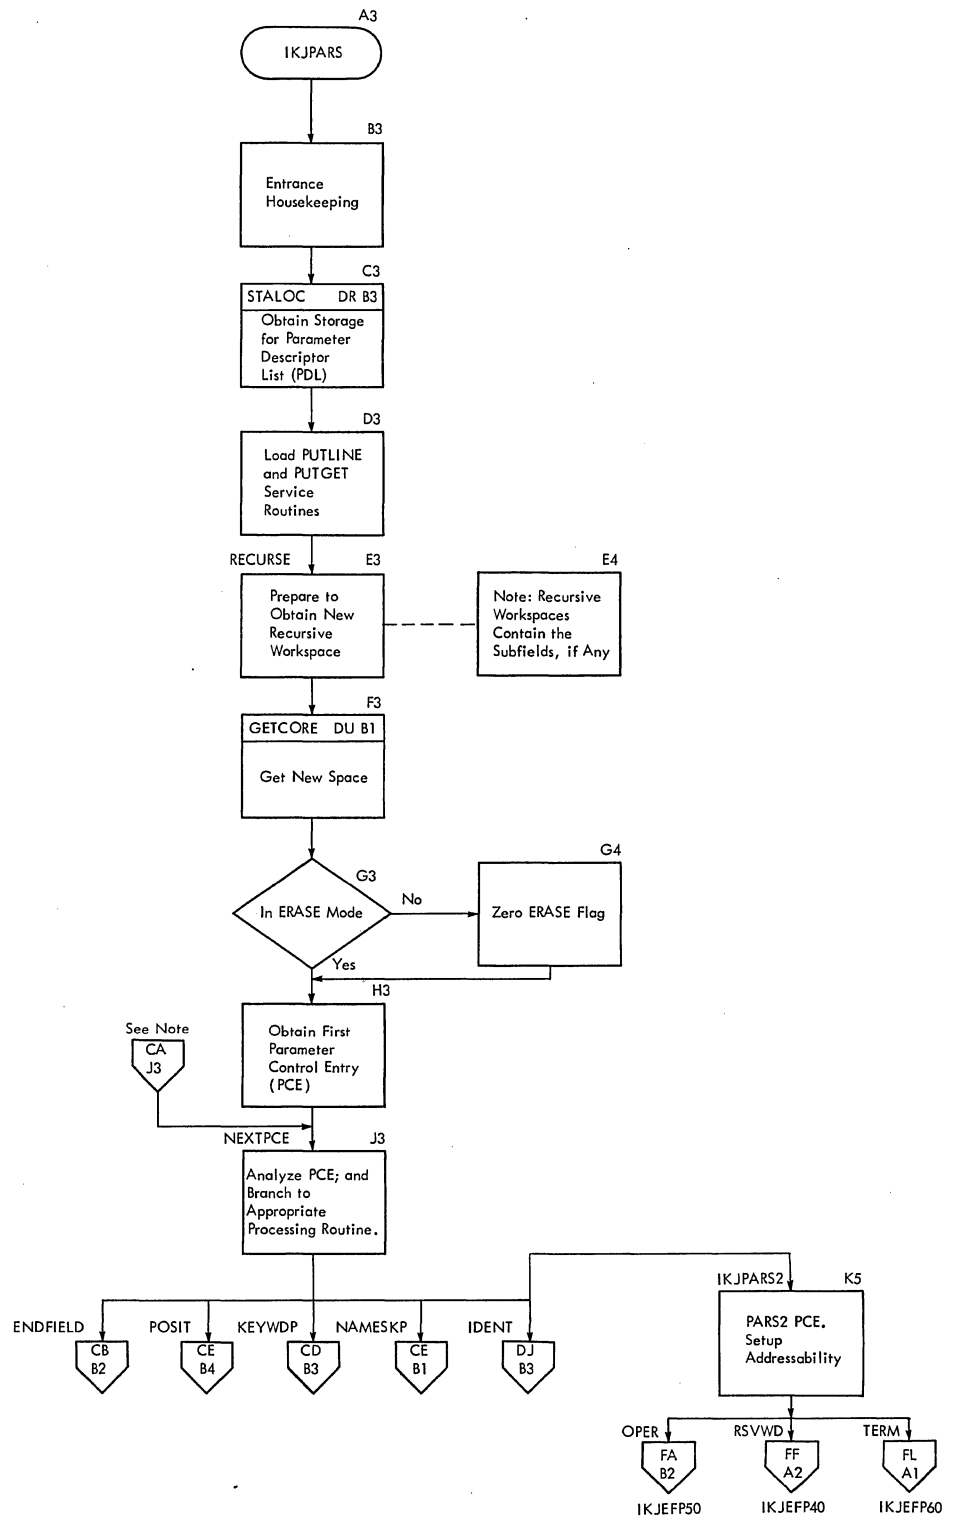 A3
IKJPARS
B3
Entrance
Housekeeping
C3
STALOC DR B3
Obtain Storage
for Parameter
Descriptor
List (PDL)
D3
Load PUTLINE
and PUTGET
Service
Routines
RECURSE E3
Prepare to
Obtain New
Recursive
Workspace
E4
Note: Recursive
Workspaces
Contain the
Subfields, if Any
F3
GETCORE DU B1
Get New Space
G3
In ERASE Mode
No
Yes
G4
Zero ERASE Flag
H3
Obtain First
Parameter
Control Entry
(PCE)
See Note
CA
J3
NEXTPCE J3
Analyze PCE; and
Branch to
Appropriate
Processing Routine.
ENDFIELD
CB
B2
POSIT
CE
B4
KEYWDP
CD
B3
NAMESKP
CE
B1
IDENT
DJ
B3
IKJPARS2 K5
PARS2 PCE.
Setup
Addressability
OPER
FA
B2
IKJEFP50
RSVWD
FF
A2
IKJEFP40
TERM
FL
A1
IKJEFP60